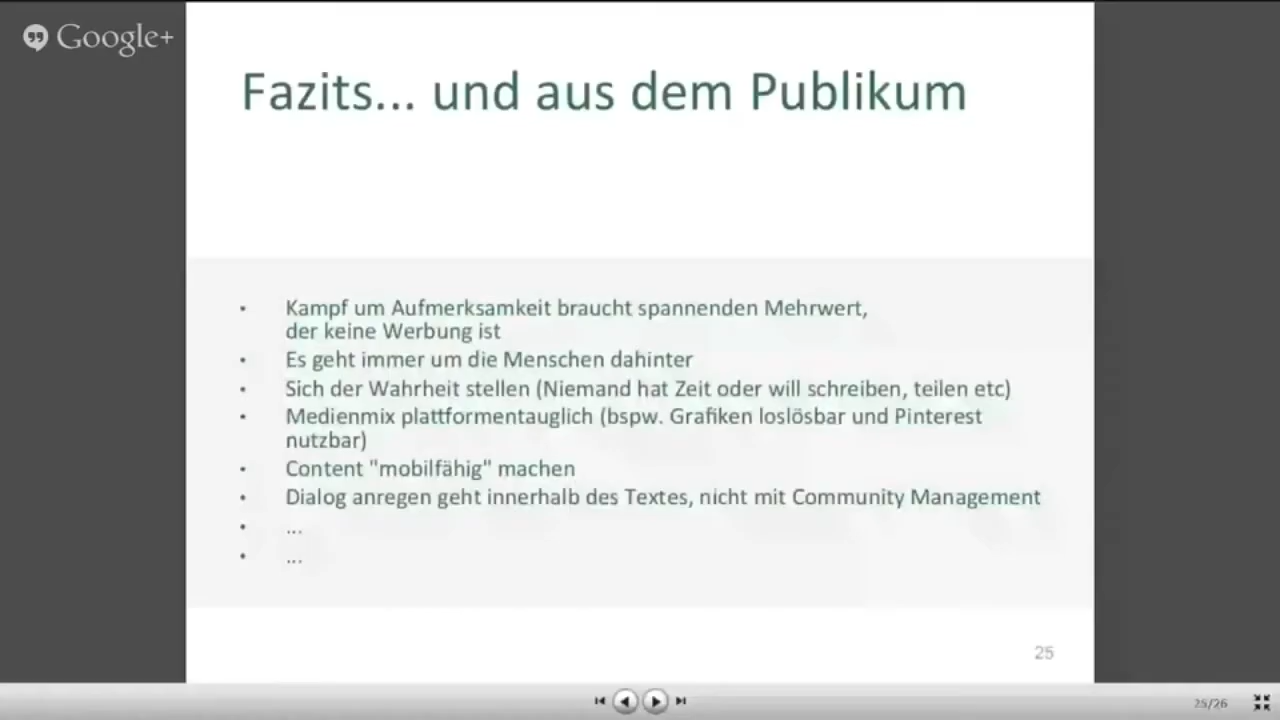 Google+
Fazits... und aus dem Publikum
• Kampf um Aufmerksamkeit braucht spannenden Mehrwert,
der keine Werbung ist
• Es geht immer um die Menschen dahinter
• Sich der Wahrheit stellen (Niemand hat Zeit oder will schreiben, teilen etc)
• Medienmix plattformentauglich (bspw. Grafiken loslösbar und Pinterest
nutzbar)
• Content "mobilfähig" machen
• Dialog anregen geht innerhalb des Textes, nicht mit Community Management
• ...
• ...
25
25/26